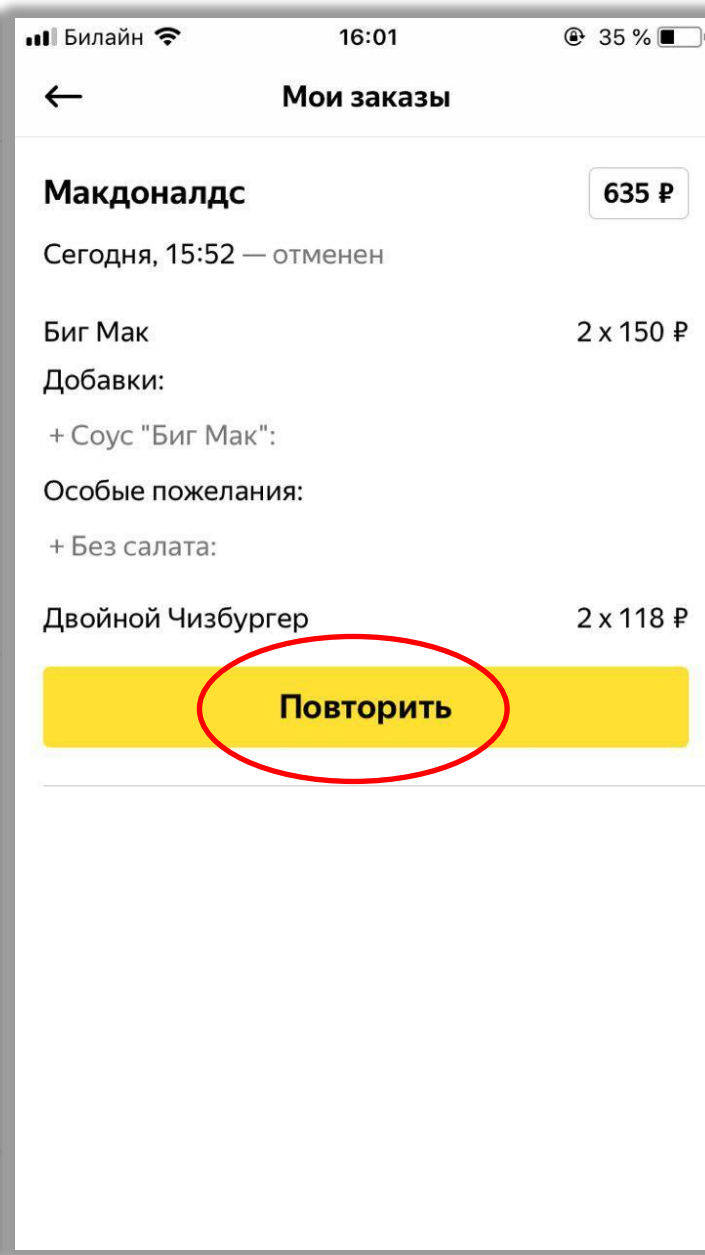 Билайн 16:01 35 %
Мои заказы
Макдоналдс 635 ₽
Сегодня, 15:52 — отменен
Биг Мак 2 x 150 ₽
Добавки:
+ Соус "Биг Мак":
Особые пожелания:
+ Без салата:
Двойной Чизбургер 2 x 118 ₽
Повторить